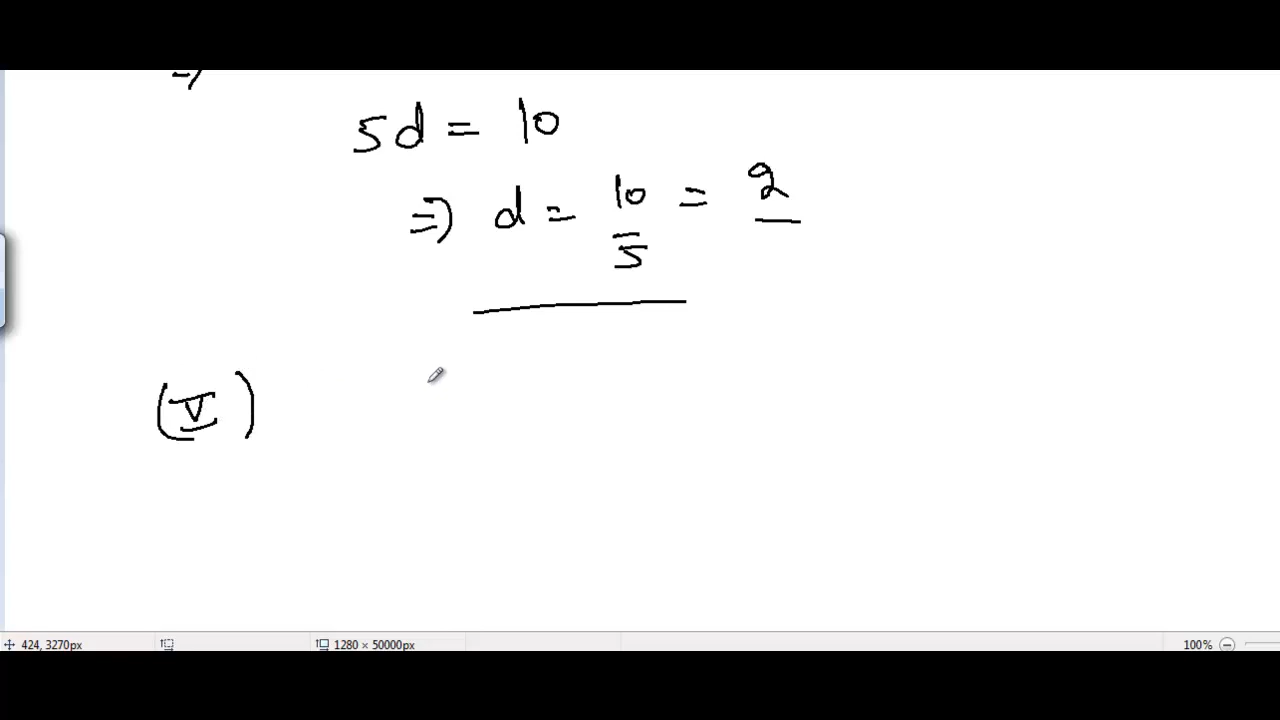 =)
5d = 10
=) d = 10/5 = 2
(V)
424, 3270px 1280 × 50000px 100%